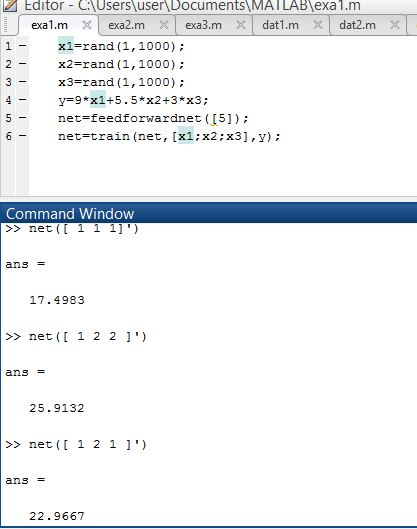 Editor - C:\Users\user\Documents\MATLAB\exa1.m
exa1.m × exa2.m × exa3.m × dat1.m × dat2.m ×
1 - x1=rand(1,1000);
2 - x2=rand(1,1000);
3 - x3=rand(1,1000);
4 - y=9*x1+5.5*x2+3*x3;
5 - net=feedforwardnet([5]);
6 - net=train(net,[x1;x2;x3],y);
Command Window
>> net([ 1 1 1]')
ans =
17.4983
>> net([ 1 2 2 ]')
ans =
25.9132
>> net([ 1 2 1 ]')
ans =
22.9667